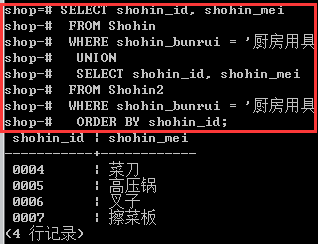 shop=# SELECT shohin_id, shohin_mei
shop-#  FROM Shohin
shop-#  WHERE shohin_bunrui = '厨房用具
shop-#   UNION
shop-#   SELECT shohin_id, shohin_mei
shop-#  FROM Shohin2
shop-#  WHERE shohin_bunrui = '厨房用具
shop-#   ORDER BY shohin_id;
 shohin_id | shohin_mei
-----------+------------
 0004      | 菜刀
 0005      | 高压锅
 0006      | 叉子
 0007      | 擦菜板
(4 行记录)